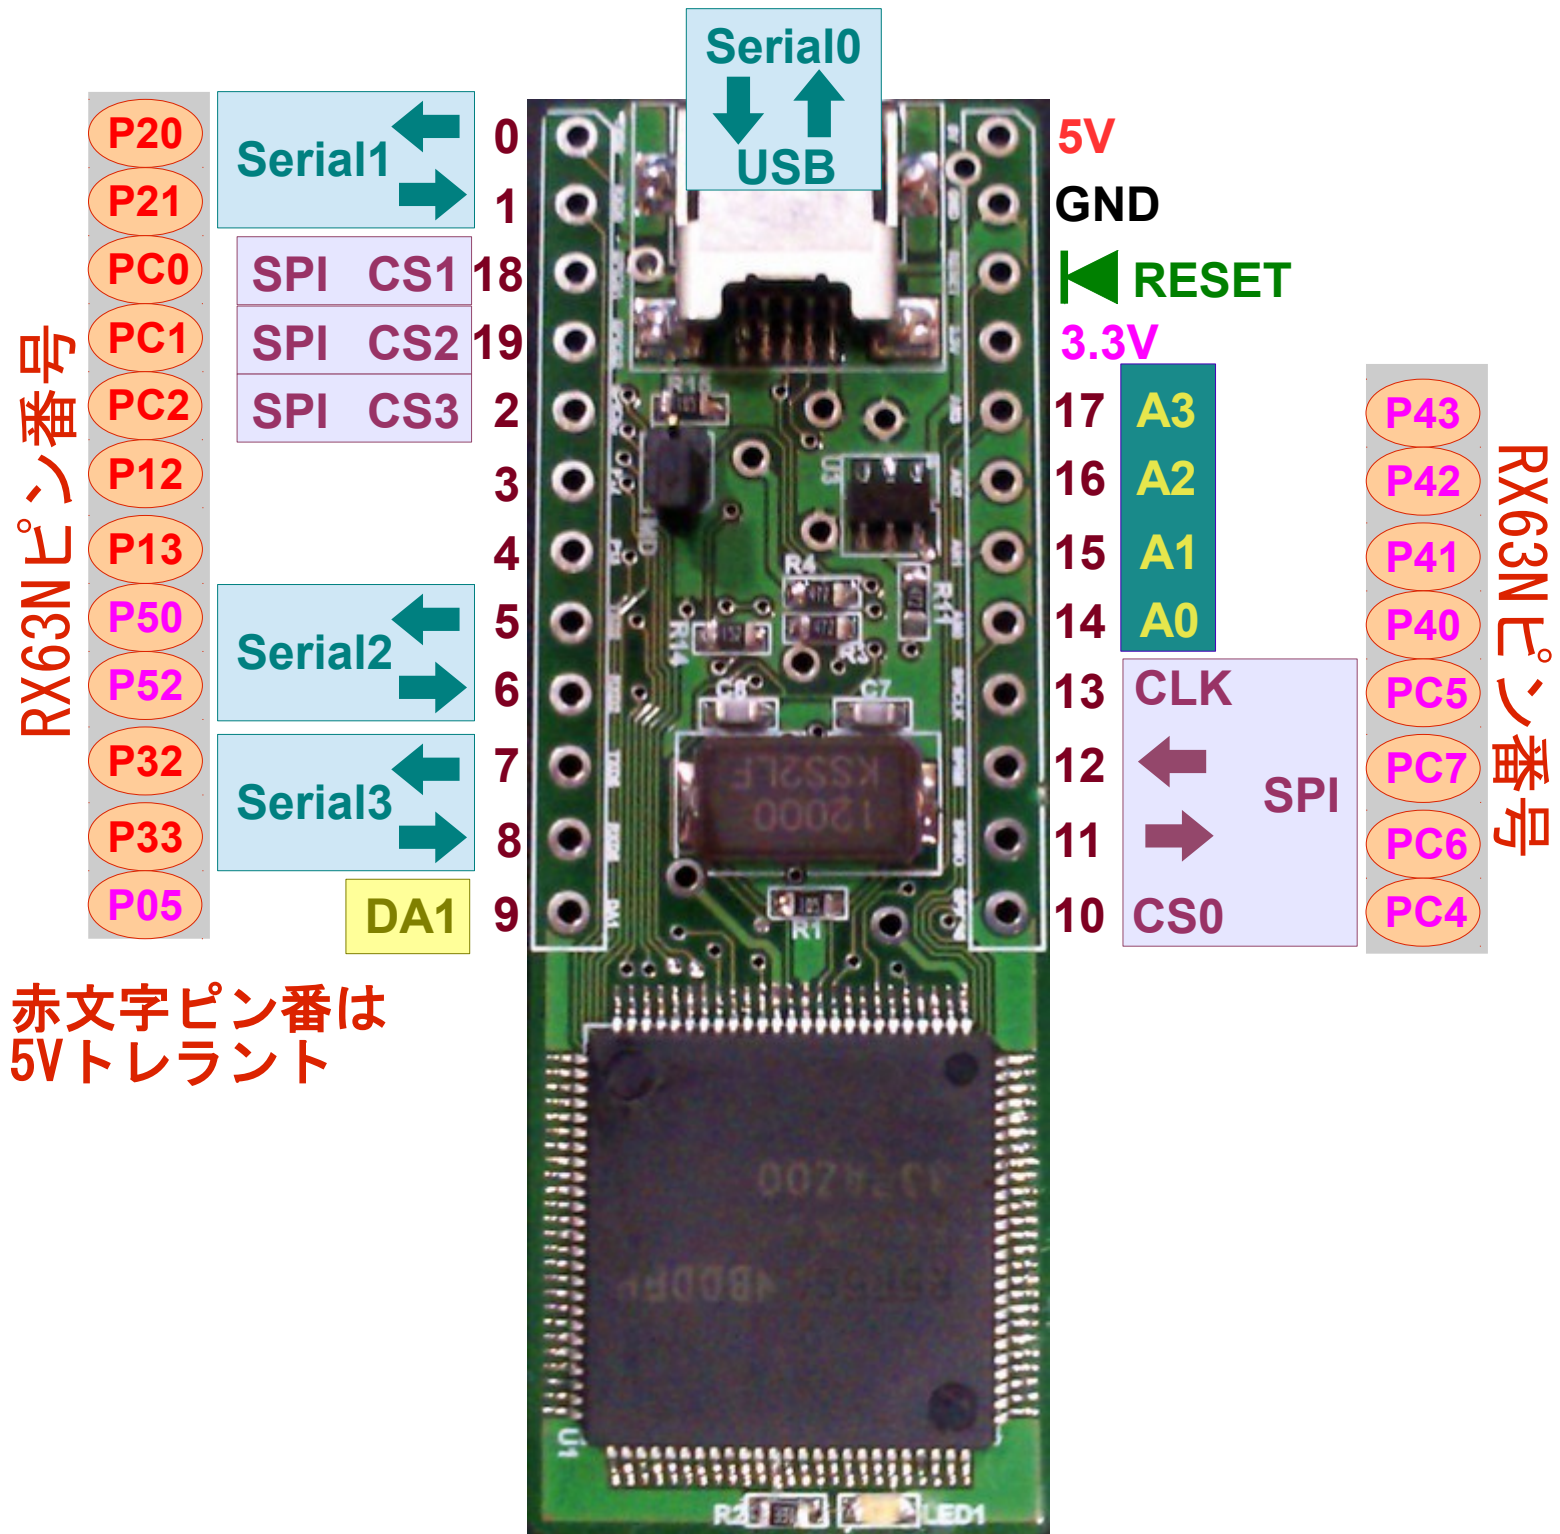 Serial0
USB
P20
P21
PC0
PC1
PC2
P12
P13
P50
P52
P32
P33
P05
RX63Nピン番号
Serial1
SPI CS1
SPI CS2
SPI CS3
Serial2
Serial3
DA1
0
1
18
19
2
3
4
5
6
7
8
9
赤文字ピン番は
5Vトレラント
R15
U3
R4
R14
R11
R3
C6
C7
KSS2LF
12000
R1
U1
R2
LED1
5V
GND
RESET
3.3V
17 A3
16 A2
15 A1
14 A0
13 CLK
12
11
SPI
10 CS0
P43
P42
P41
P40
PC5
PC7
PC6
PC4
RX63Nピン番号